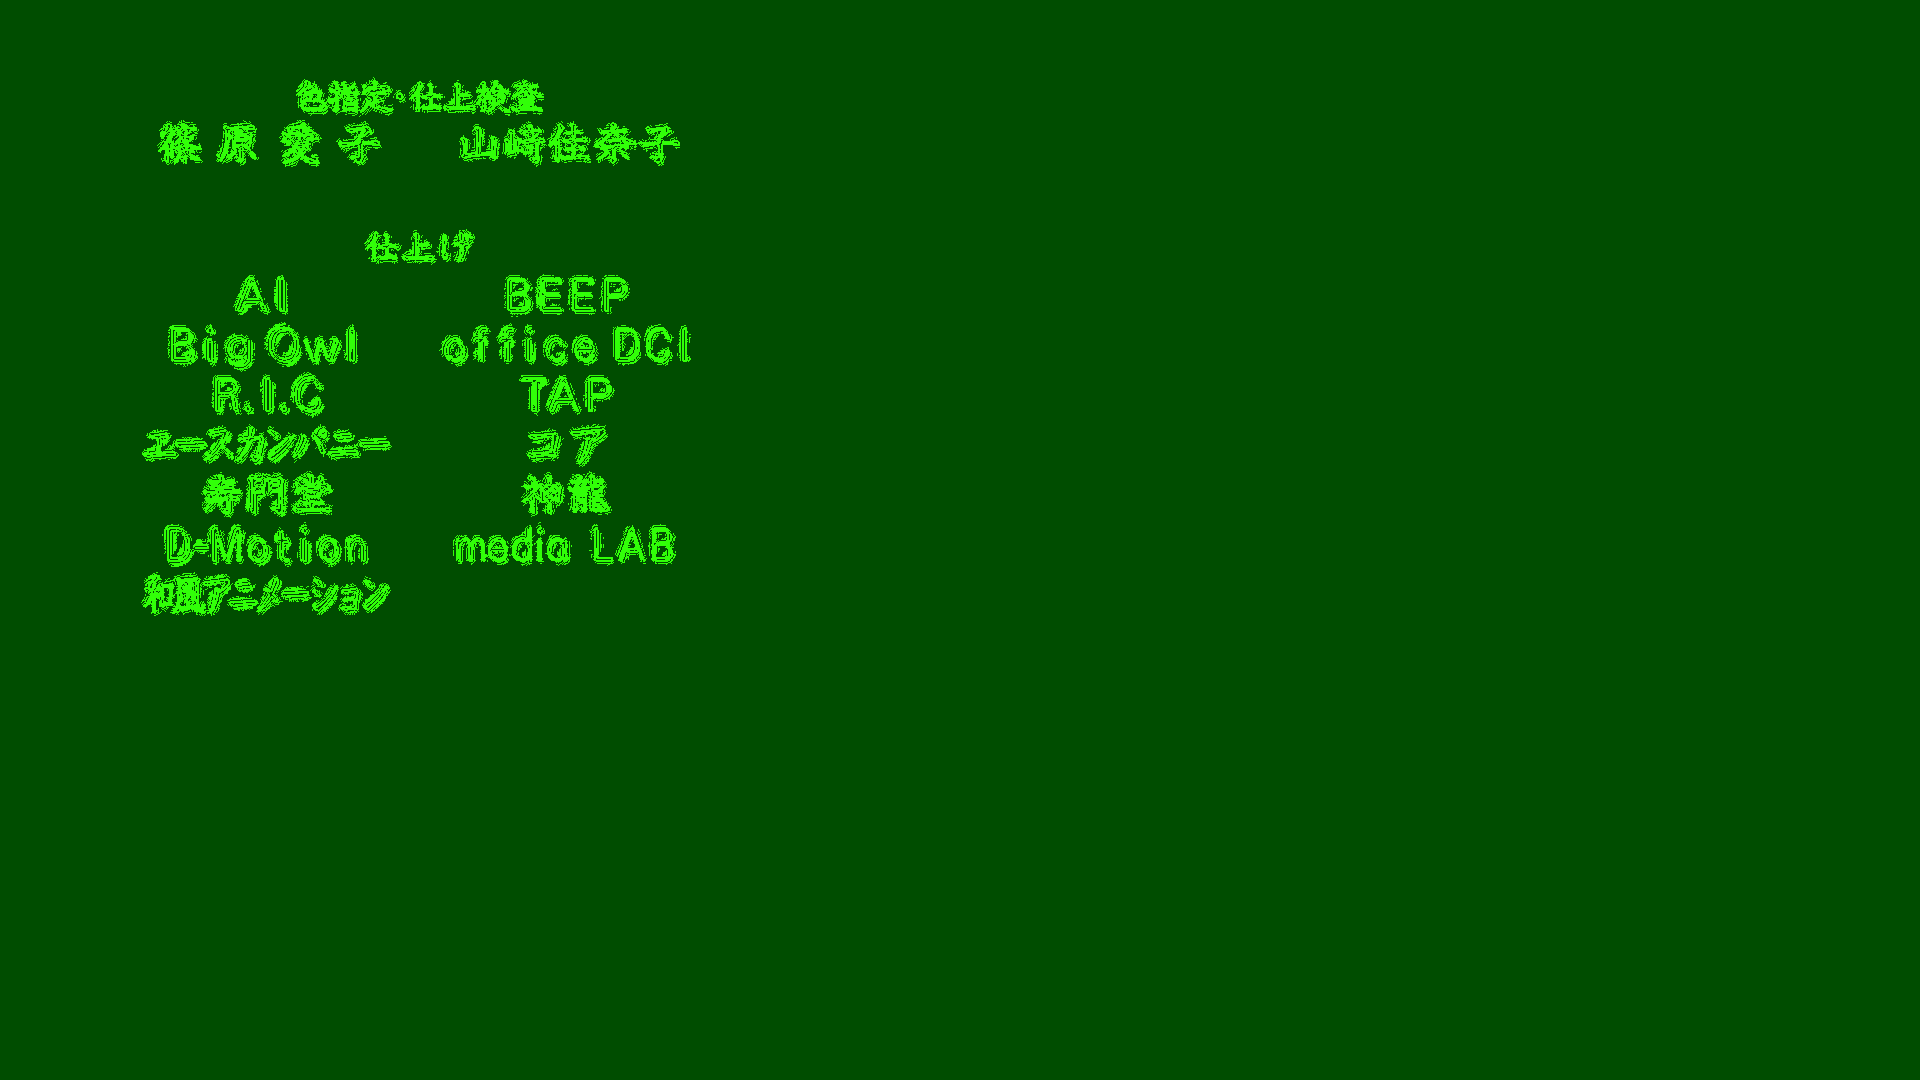 色指定・仕上検査
篠原愛子 山崎佳奈子
仕上げ
AI BEEP
Big Owl office DCI
R.I.C TAP
エースカンパニー コア
寿門堂 神龍
D-Motion media LAB
和風アニメーション